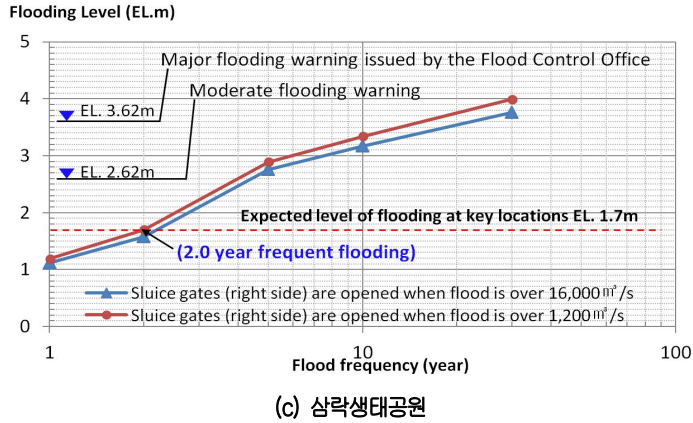 Flooding Level (EL.m)
5
Major flooding warning issued by the Flood Control Office
Moderate flooding warning
4
EL. 3.62m
3
EL. 2.62m
2
Expected level of flooding at key locations EL. 1.7m
(2.0 year frequent flooding)
1
Sluice gates (right side) are opened when flood is over 16,000㎥/s
Sluice gates (right side) are opened when flood is over 1,200㎥/s
0
1 10 100
Flood frequency (year)
(c) 삼락생태공원